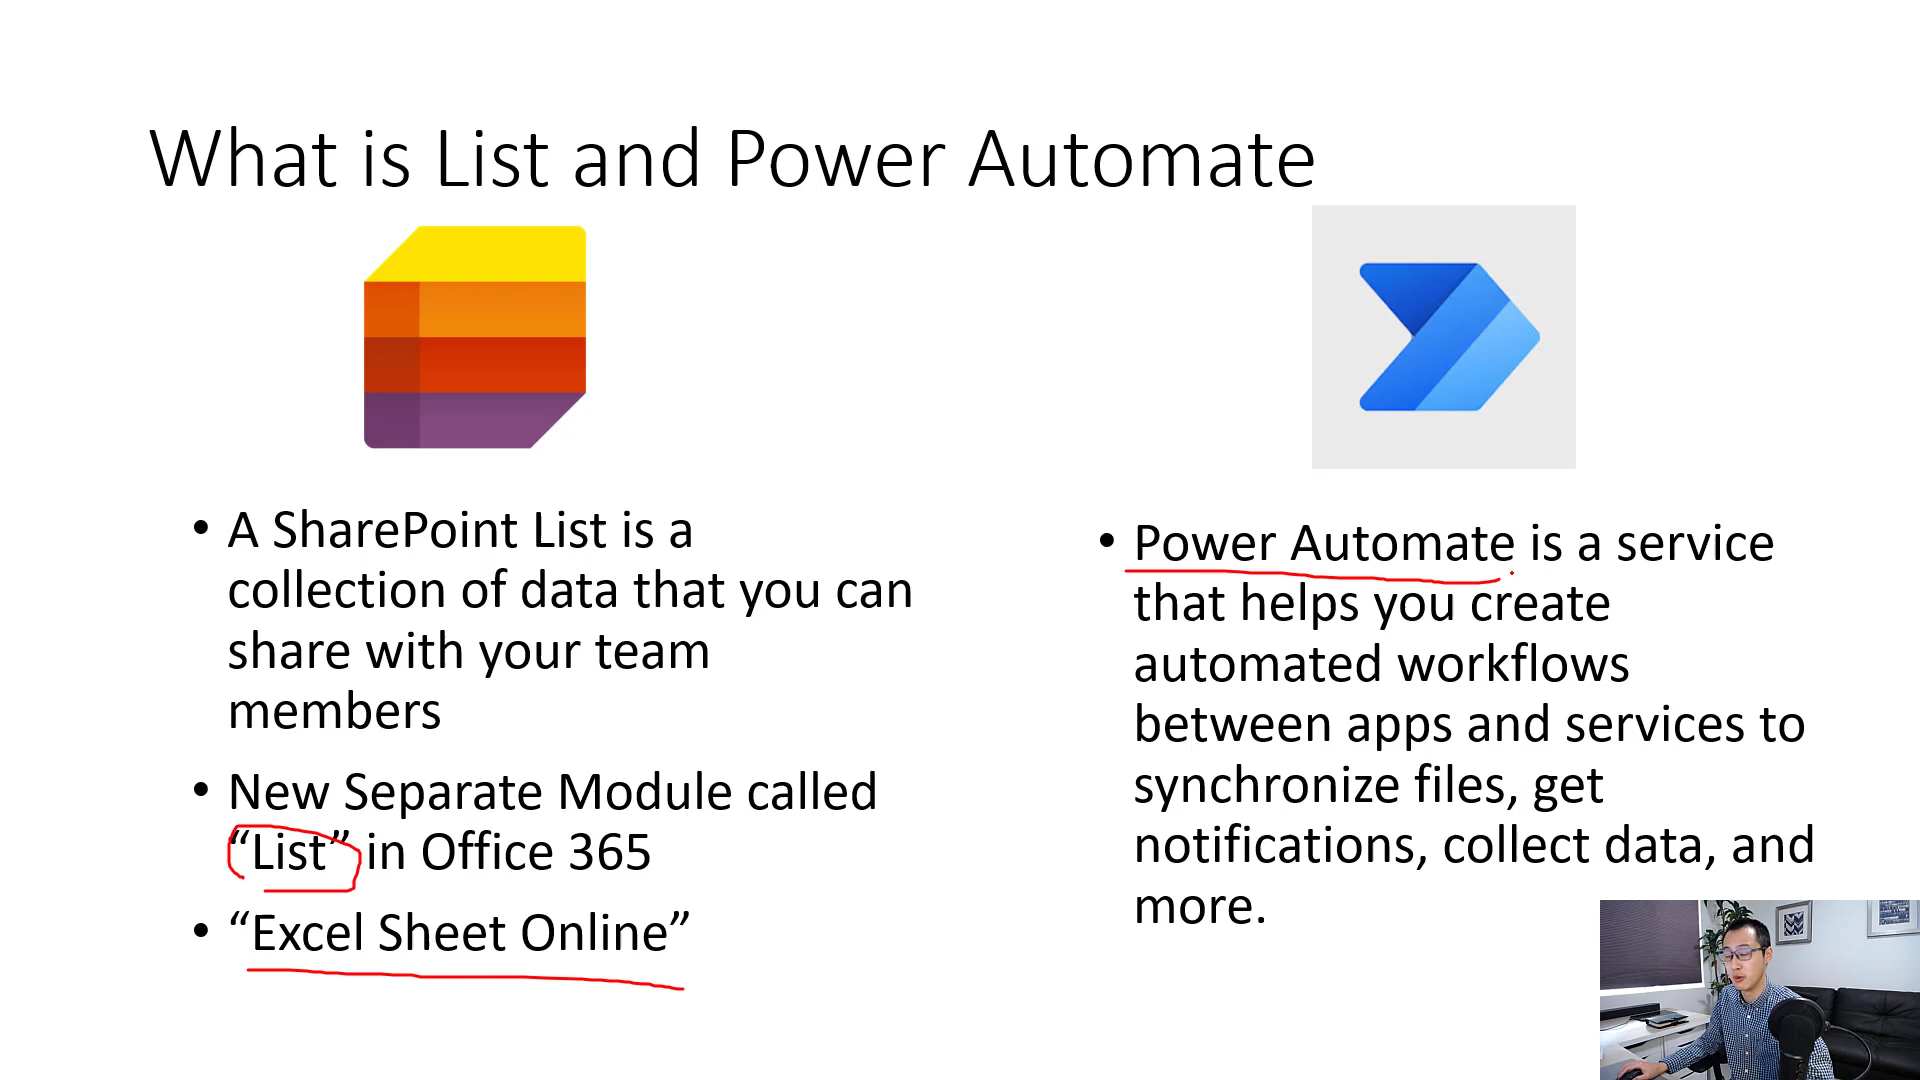 What is List and Power Automate
• A SharePoint List is a
collection of data that you can
share with your team
members
• New Separate Module called
“List” in Office 365
• “Excel Sheet Online”
• Power Automate is a service
that helps you create
automated workflows
between apps and services to
synchronize files, get
notifications, collect data, and
more.